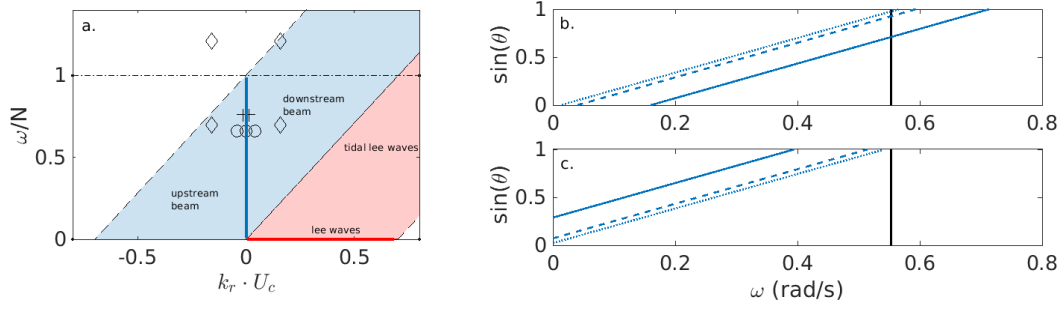 a.
ω/N
1
0.5
0
-0.5
0
0.5
k_r · U_c
downstream
beam
tidal lee waves
upstream
beam
lee waves
b.
sin(θ)
1
0.5
0
0
0.2
0.4
0.6
0.8
c.
sin(θ)
1
0.5
0
0
0.2
0.4
0.6
0.8
ω (rad/s)